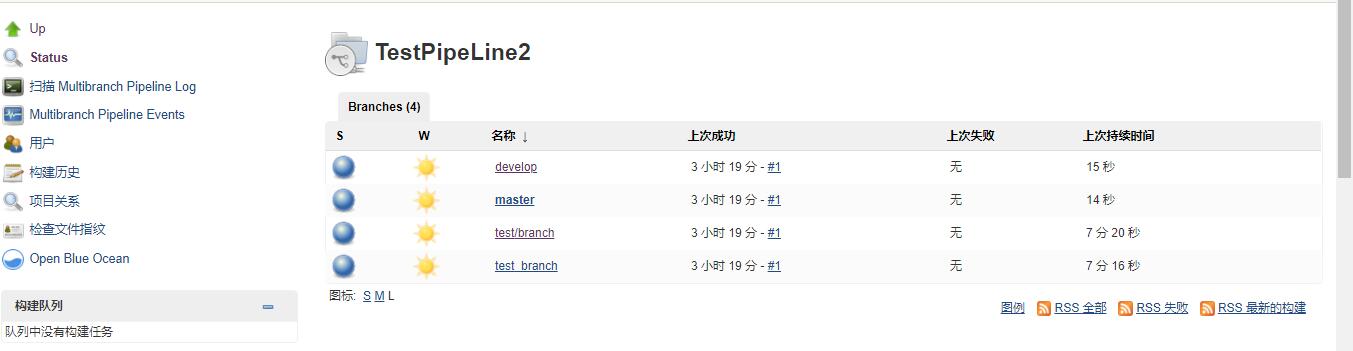 Up
Status
扫描 Multibranch Pipeline Log
Multibranch Pipeline Events
用户
构建历史
项目关系
检查文件指纹
Open Blue Ocean
构建队列
队列中没有构建任务
TestPipeLine2
Branches (4)
S W 名称 ↓ 上次成功 上次失败 上次持续时间
develop 3 小时 19 分 - #1 无 15 秒
master 3 小时 19 分 - #1 无 14 秒
test/branch 3 小时 19 分 - #1 无 7 分 20 秒
test_branch 3 小时 19 分 - #1 无 7 分 16 秒
图标: S M L
图例 RSS 全部 RSS 失败 RSS 最新的构建